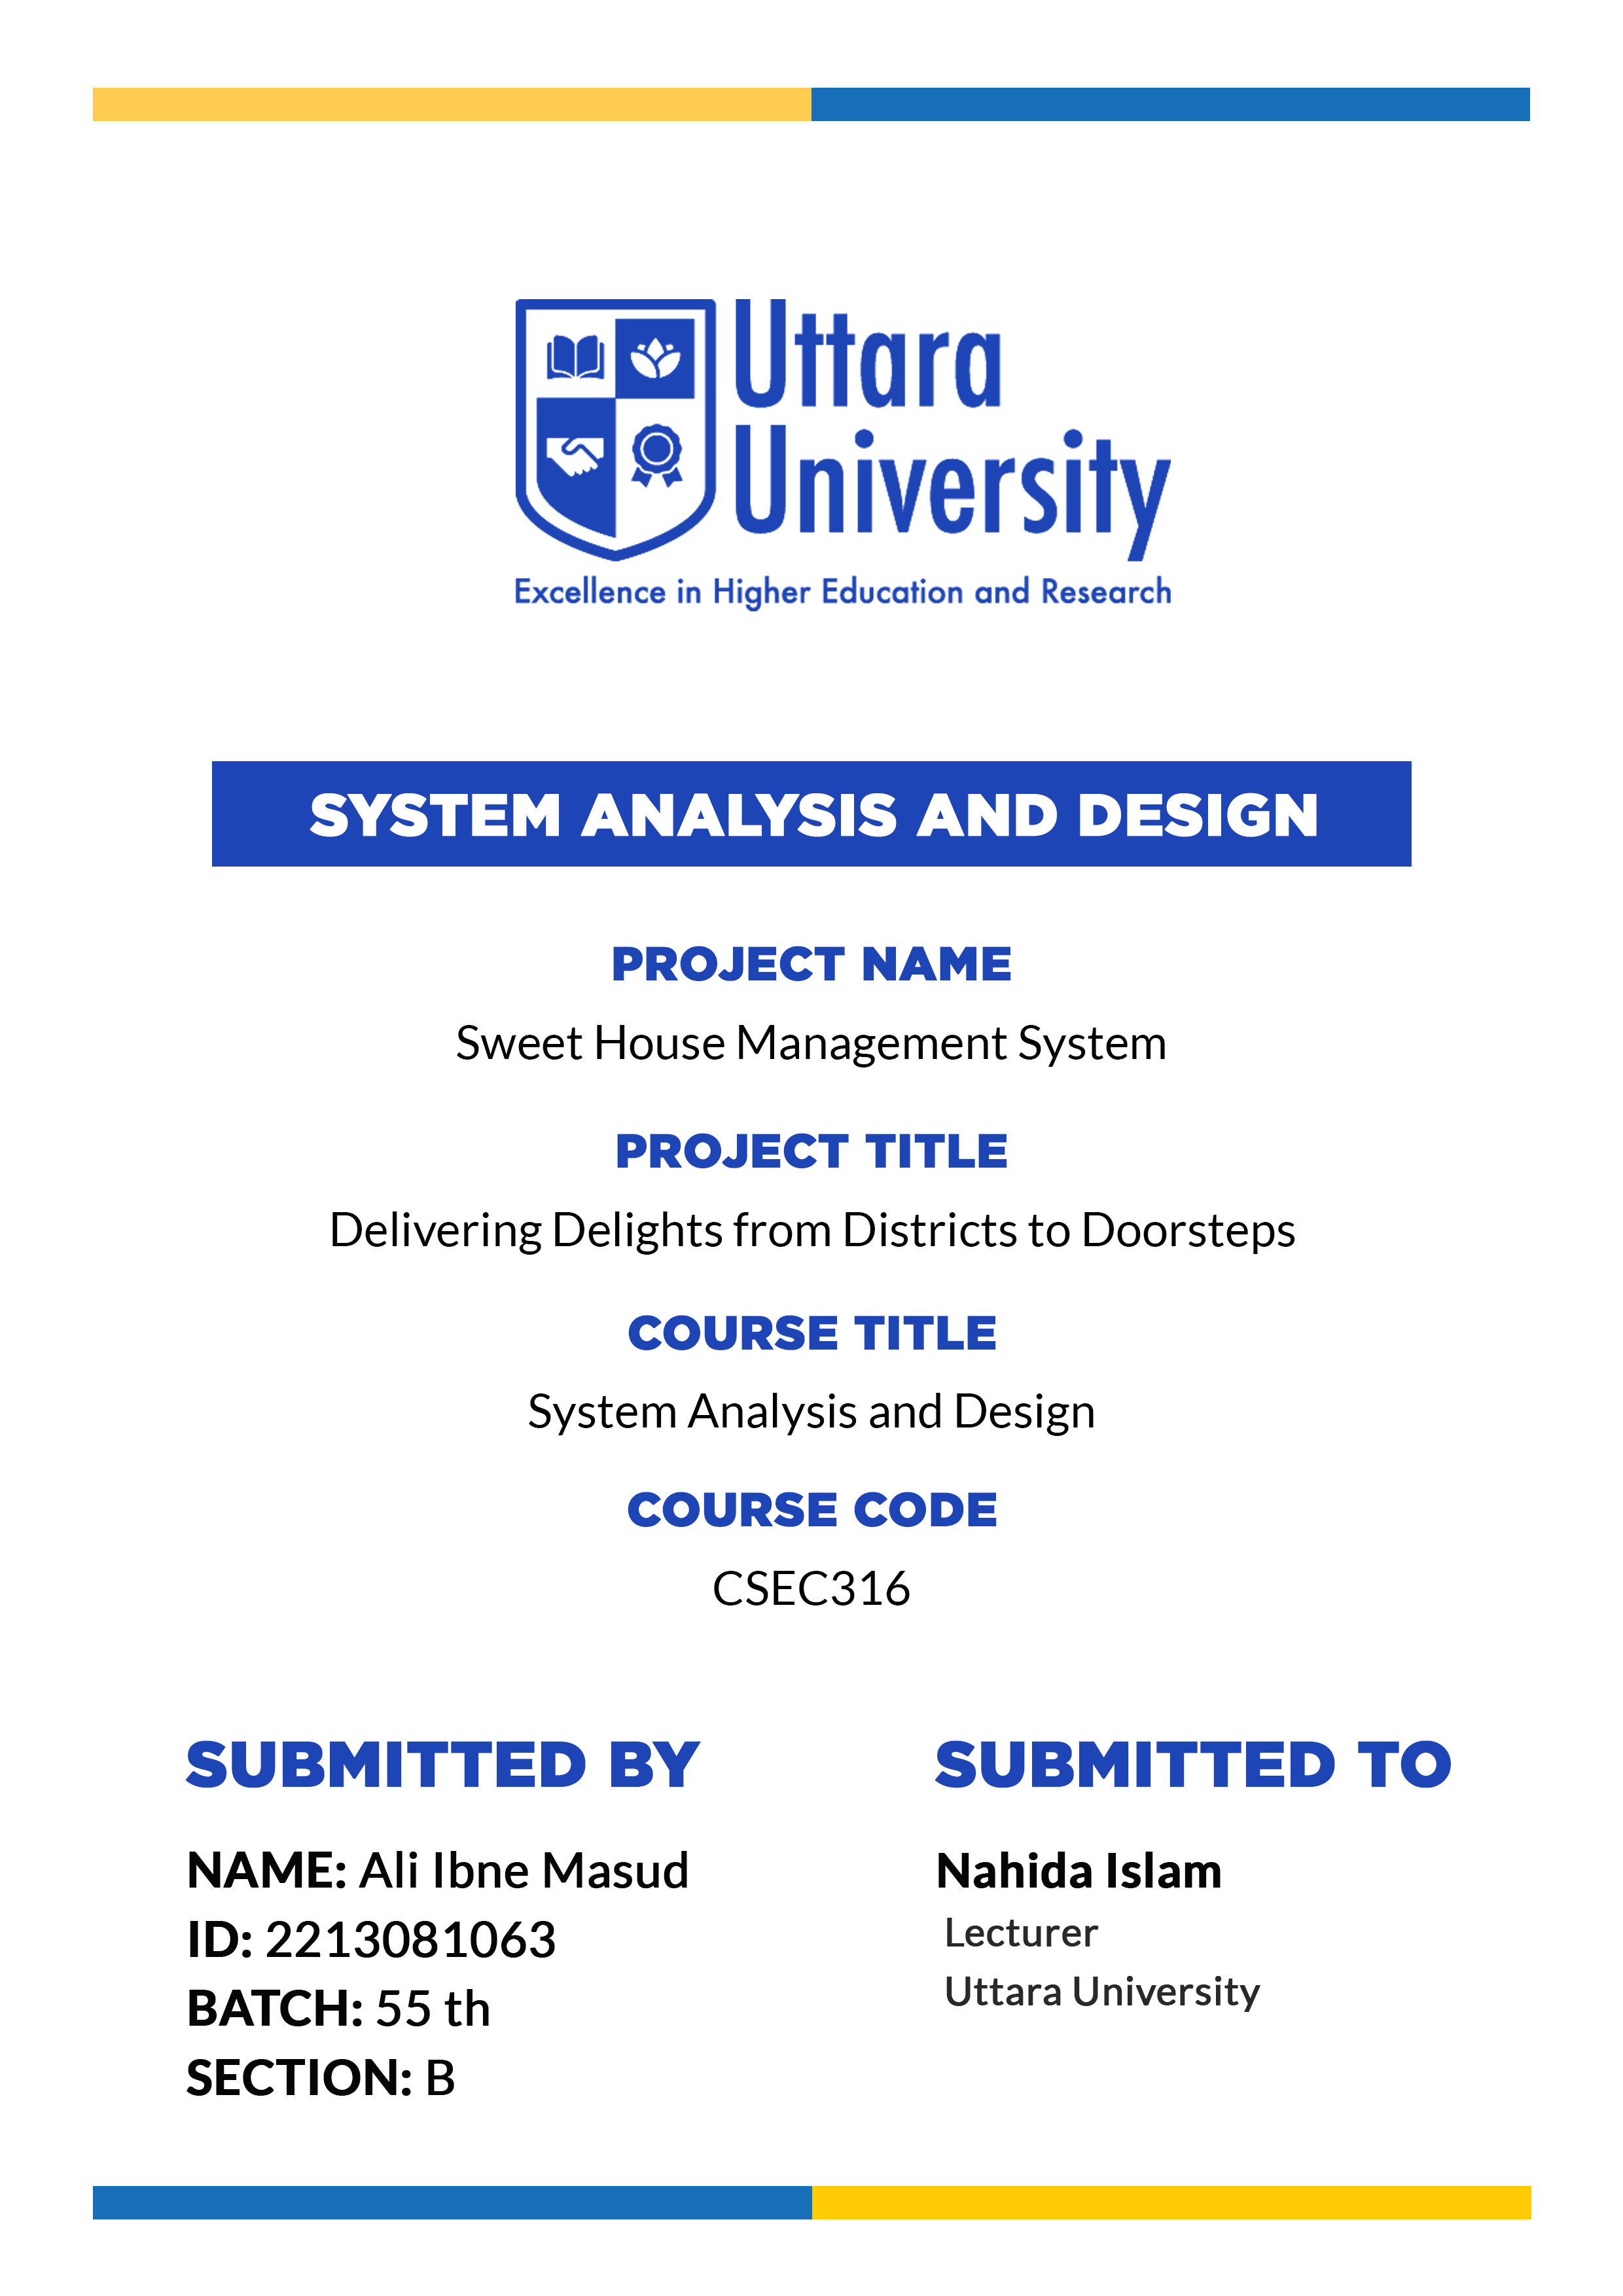 Uttara
University
Excellence in Higher Education and Research
SYSTEM ANALYSIS AND DESIGN
PROJECT NAME
Sweet House Management System
PROJECT TITLE
Delivering Delights from Districts to Doorsteps
COURSE TITLE
System Analysis and Design
COURSE CODE
CSEC316
SUBMITTED BY
NAME: Ali Ibne Masud
ID: 2213081063
BATCH: 55 th
SECTION: B
SUBMITTED TO
Nahida Islam
Lecturer
Uttara University